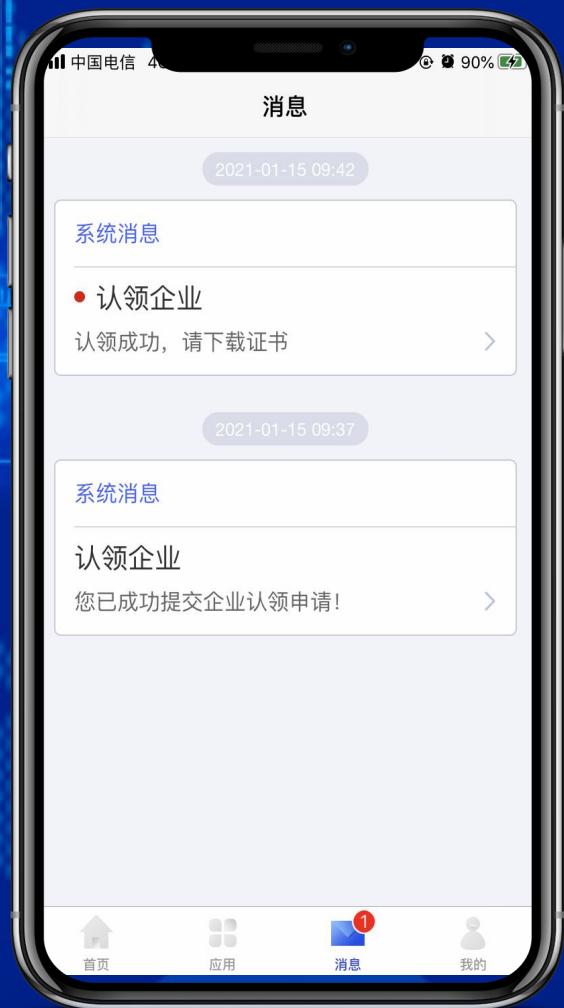 中国电信 4
90%
消息
2021-01-15 09:42
系统消息
认领企业
认领成功，请下载证书
2021-01-15 09:37
系统消息
认领企业
您已成功提交企业认领申请！
1
首页 应用 消息 我的